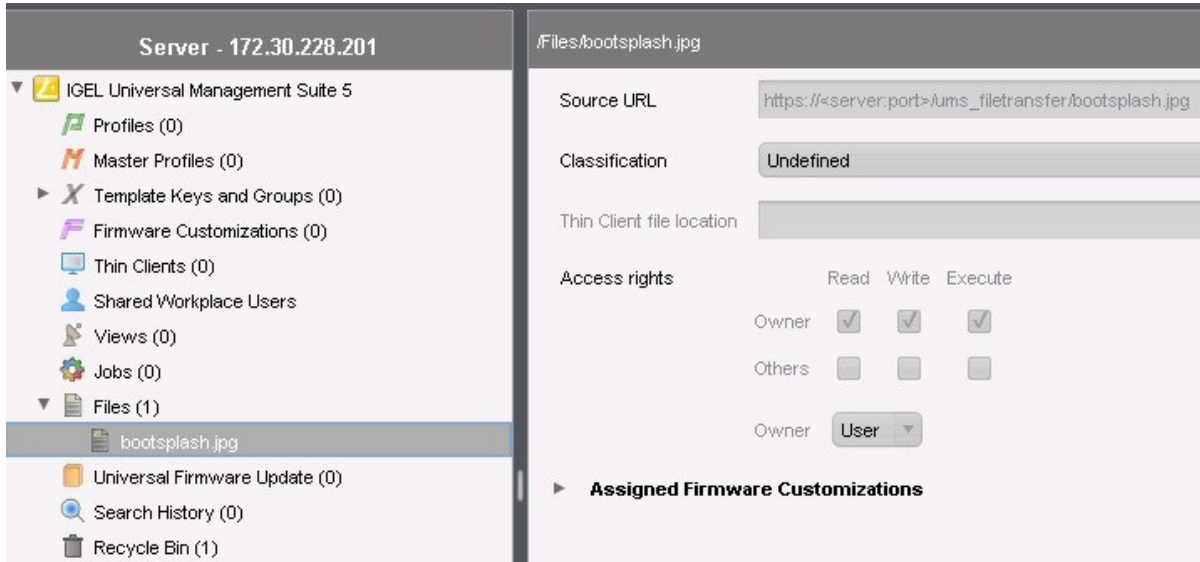 Server - 172.30.228.201
IGEL Universal Management Suite 5
Profiles (0)
Master Profiles (0)
Template Keys and Groups (0)
Firmware Customizations (0)
Thin Clients (0)
Shared Workplace Users
Views (0)
Jobs (0)
Files (1)
bootsplash.jpg
Universal Firmware Update (0)
Search History (0)
Recycle Bin (1)
/Files/bootsplash.jpg
Source URL https://<server:port>/ums_filetransfer/bootsplash.jpg
Classification Undefined
Thin Client file location
Access rights Read Write Execute
Owner
Others
Owner User
Assigned Firmware Customizations